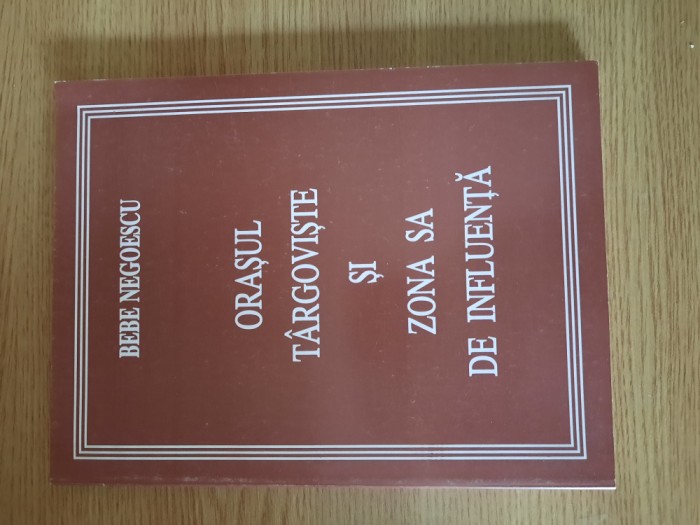 BEBE NEGOESCU
ORAȘUL
TÂRGOVIȘTE
ȘI
ZONA SA
DE INFLUENȚĂ